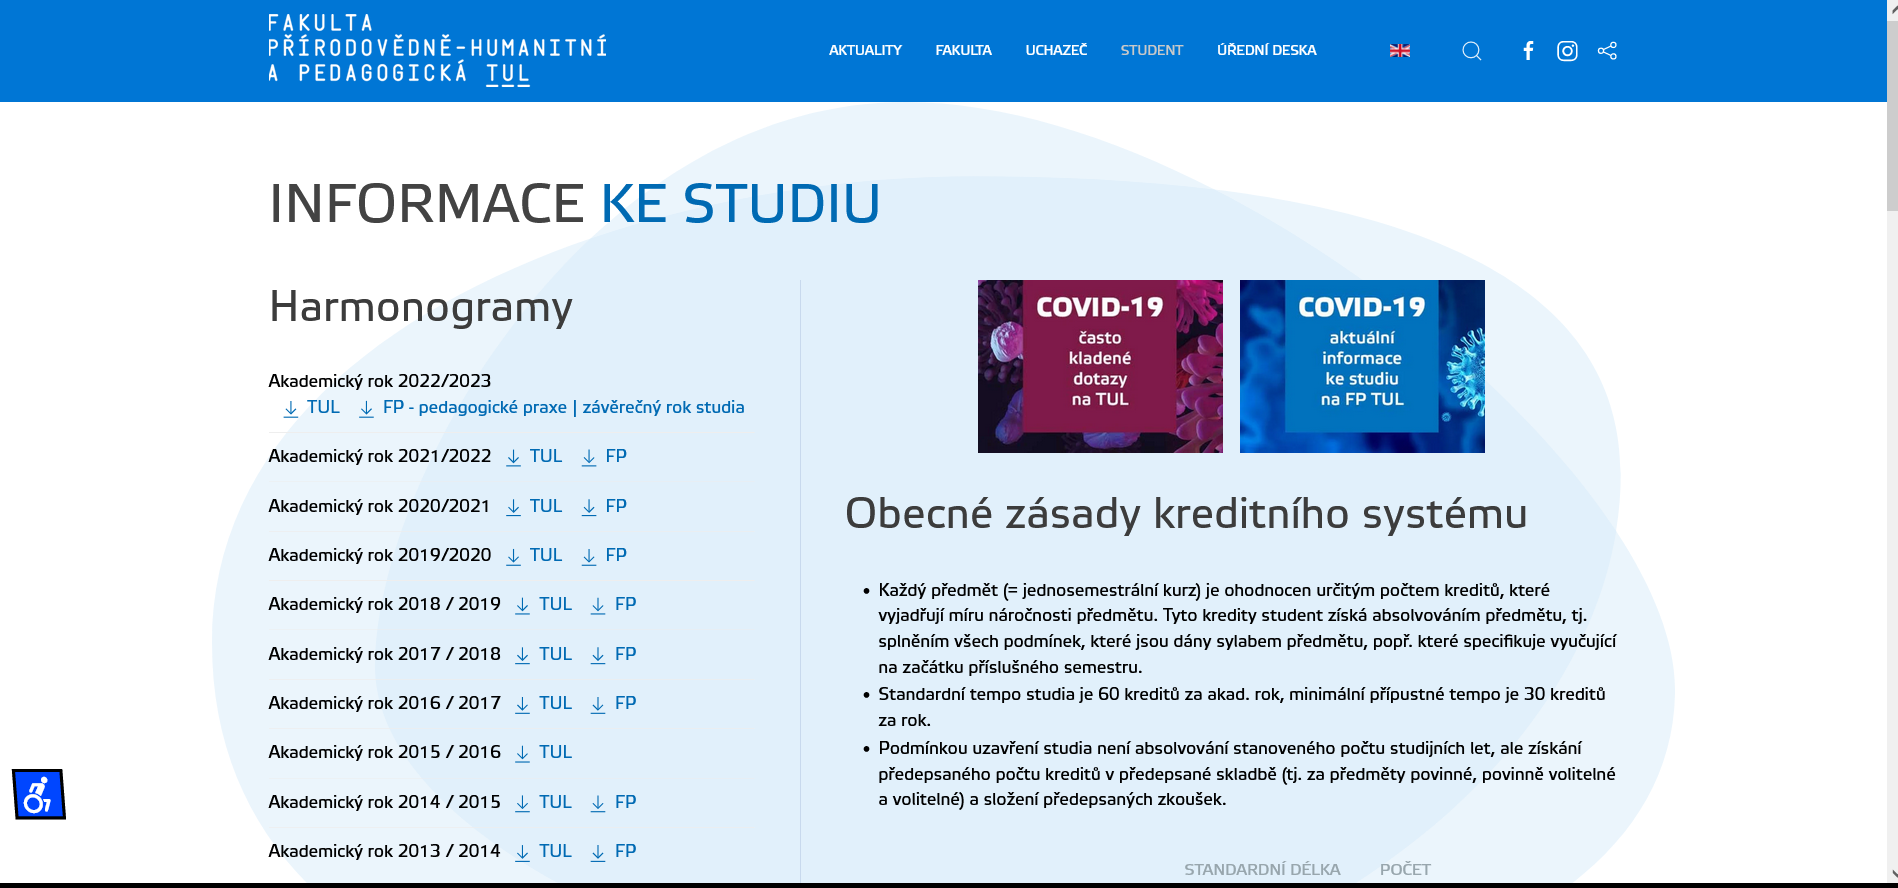 FAKULTA
PŘÍRODOVĚDNĚ-HUMANITNÍ
A PEDAGOGICKÁ TUL
AKTUALITY FAKULTA UCHAZEČ STUDENT ÚŘEDNÍ DESKA
INFORMACE KE STUDIU
Harmonogramy
Akademický rok 2022/2023
TUL FP - pedagogické praxe | závěrečný rok studia
Akademický rok 2021/2022 TUL FP
Akademický rok 2020/2021 TUL FP
Akademický rok 2019/2020 TUL FP
Akademický rok 2018 / 2019 TUL FP
Akademický rok 2017 / 2018 TUL FP
Akademický rok 2016 / 2017 TUL FP
Akademický rok 2015 / 2016 TUL
Akademický rok 2014 / 2015 TUL FP
Akademický rok 2013 / 2014 TUL FP
COVID-19
často
kladené
dotazy
na TUL
COVID-19
aktuální
informace
ke studiu
na FP TUL
Obecné zásady kreditního systému
• Každý předmět (= jednosemestrální kurz) je ohodnocen určitým počtem kreditů, které
vyjadřují míru náročnosti předmětu. Tyto kredity student získá absolvováním předmětu, tj.
splněním všech podmínek, které jsou dány sylabem předmětu, popř. které specifikuje vyučující
na začátku příslušného semestru.
• Standardní tempo studia je 60 kreditů za akad. rok, minimální přípustné tempo je 30 kreditů
za rok.
• Podmínkou uzavření studia není absolvování stanoveného počtu studijních let, ale získání
předepsaného počtu kreditů v předepsané skladbě (tj. za předměty povinné, povinně volitelné
a volitelné) a složení předepsaných zkoušek.
STANDARDNÍ DÉLKA POČET